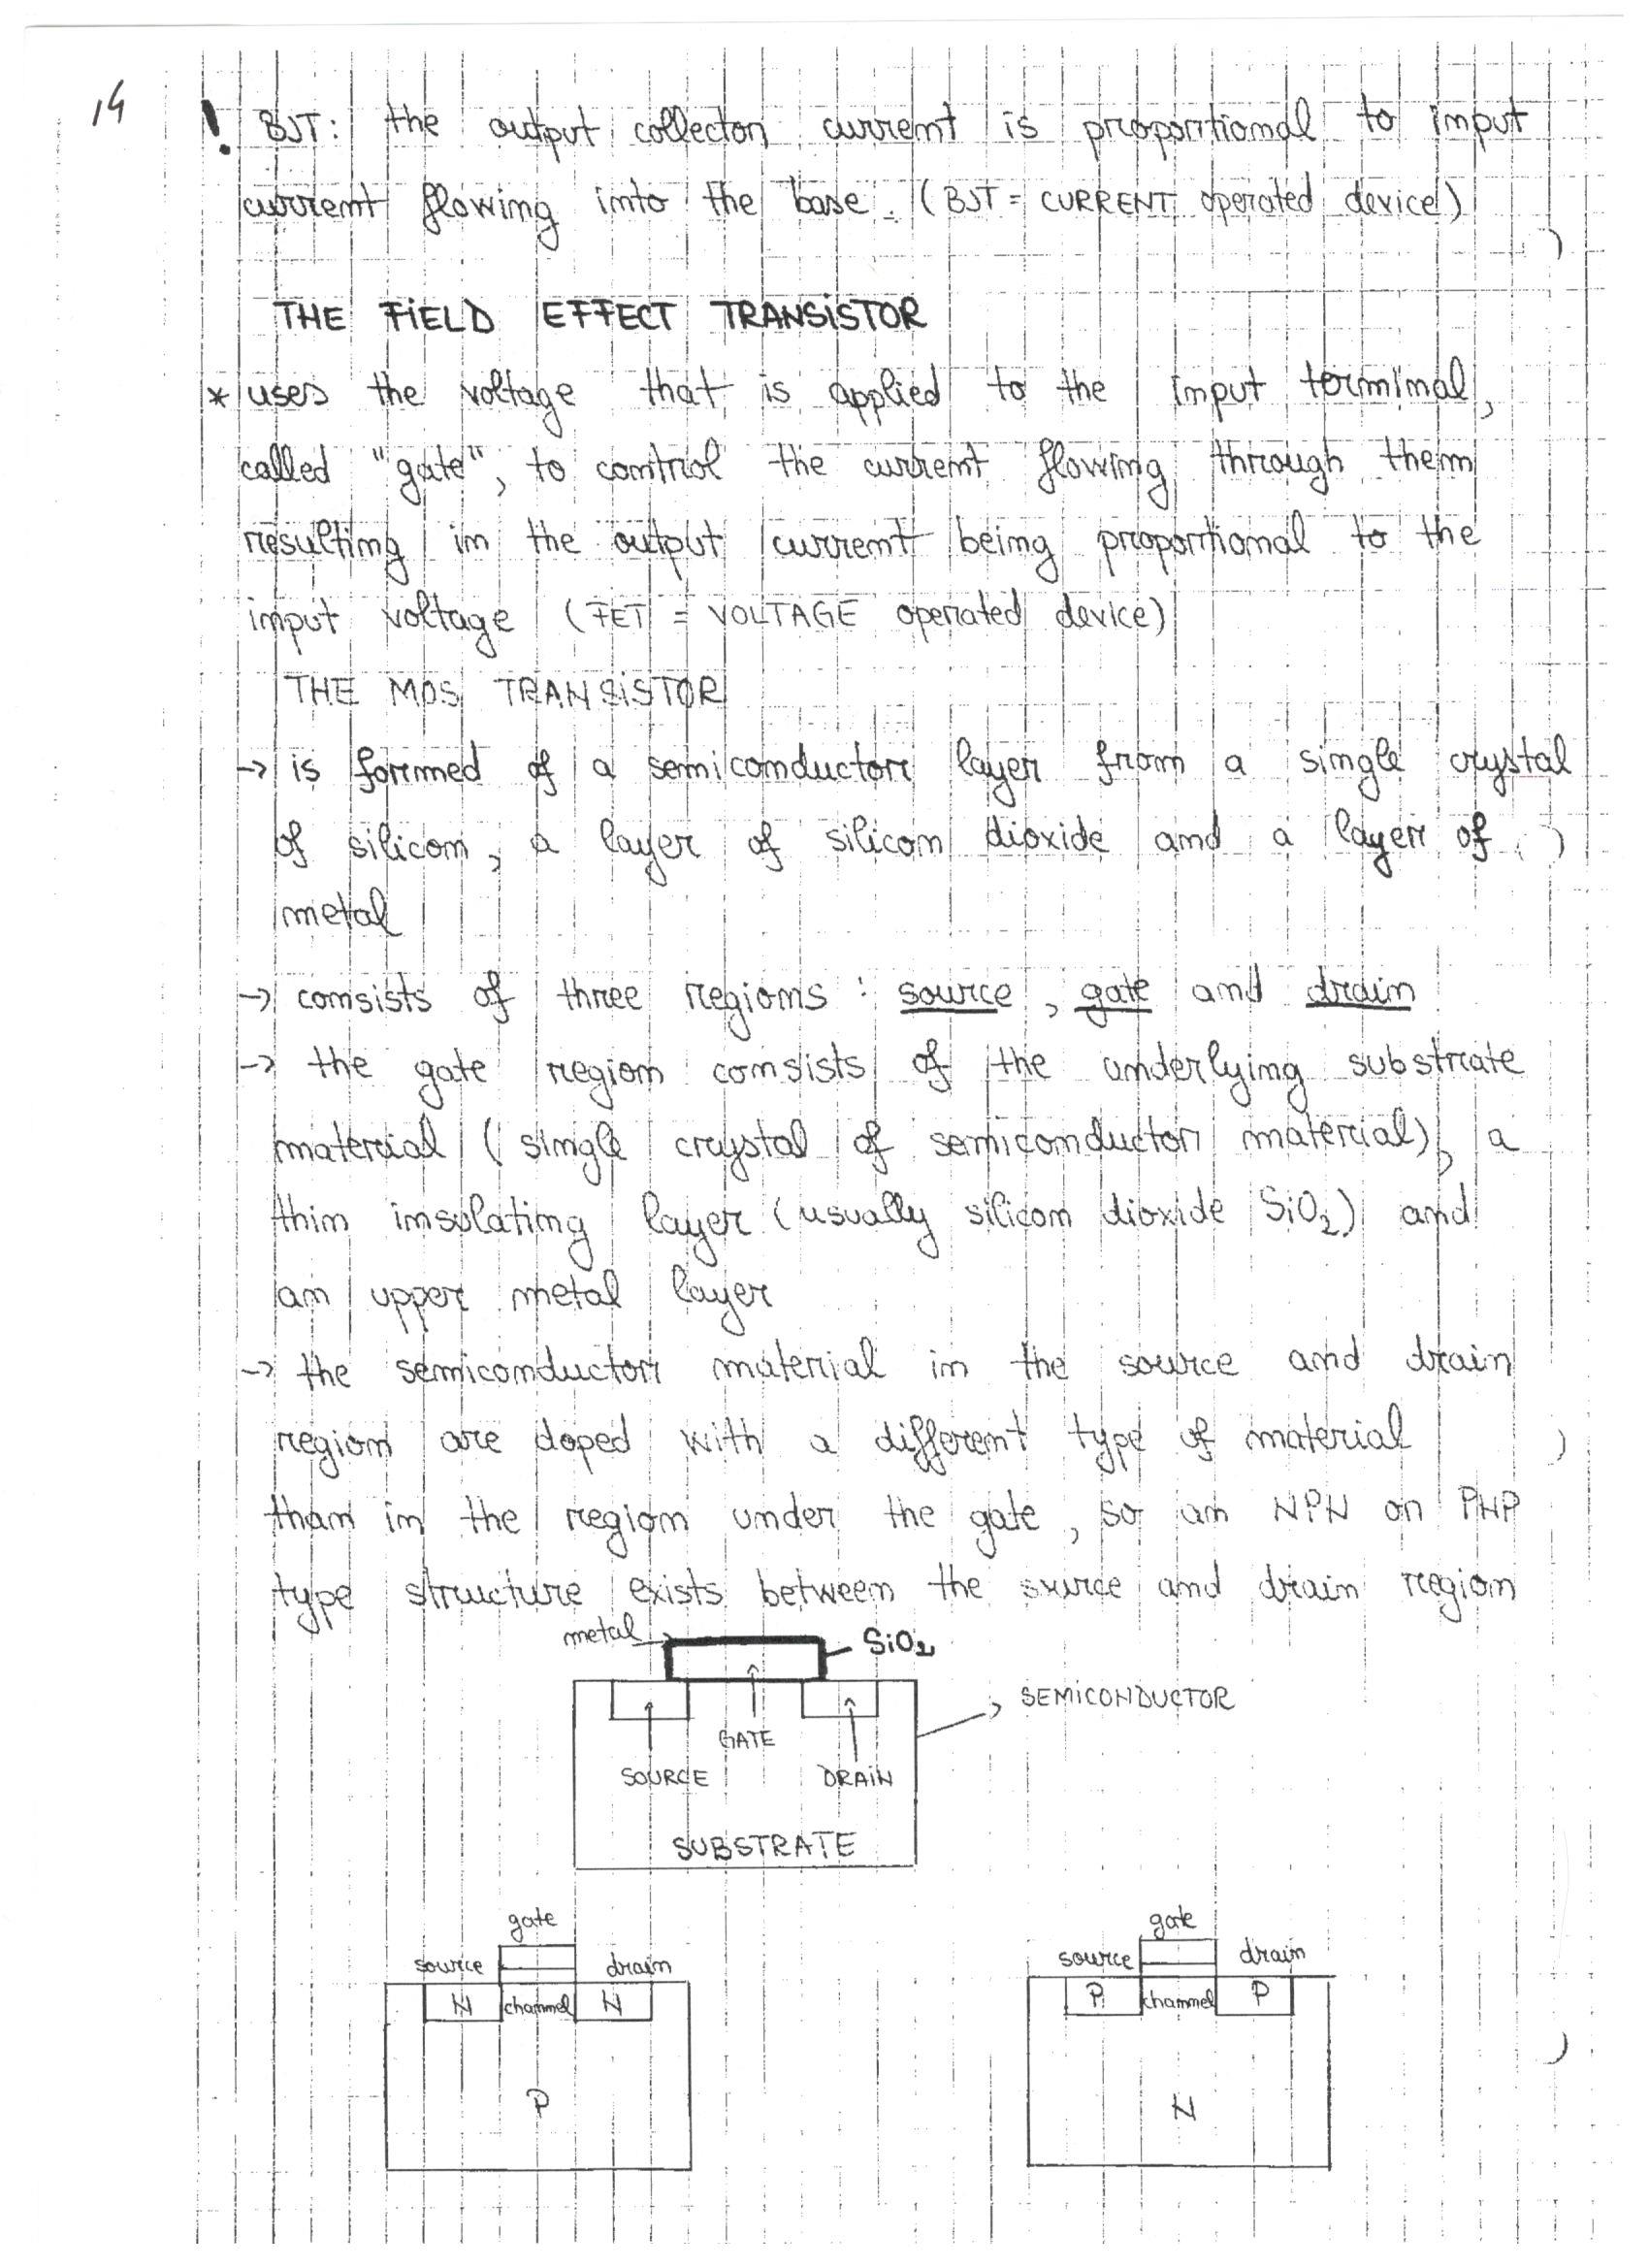 14
! BJT: the output collector current is proportional to input
current flowing into the base. (BJT = CURRENT operated device)
THE FIELD EFFECT TRANSISTOR
* uses the voltage that is applied to the input terminal,
called "gate", to control the current flowing through them
resulting in the output current being proportional to the
input voltage (FET = VOLTAGE operated device)
THE MOS TRANSISTOR
→ is formed of a semiconductor layer from a single crystal
of silicon, a layer of silicon dioxide and a layer of
metal
→ consists of three regions: source, gate and drain
→ the gate region consists of the underlying substrate
material (single crystal of semiconductor material), a
thin insulating layer (usually silicon dioxide SiO₂) and
an upper metal layer
→ the semiconductor material in the source and drain
region are doped with a different type of material
than in the region under the gate, so an NPN or PNP
type structure exists between the source and drain region
metal SiO₂
SEMICONDUCTOR
GATE
SOURCE DRAIN
SUBSTRATE
gate
source drain
N channel N
P
gate
source drain
P channel P
N